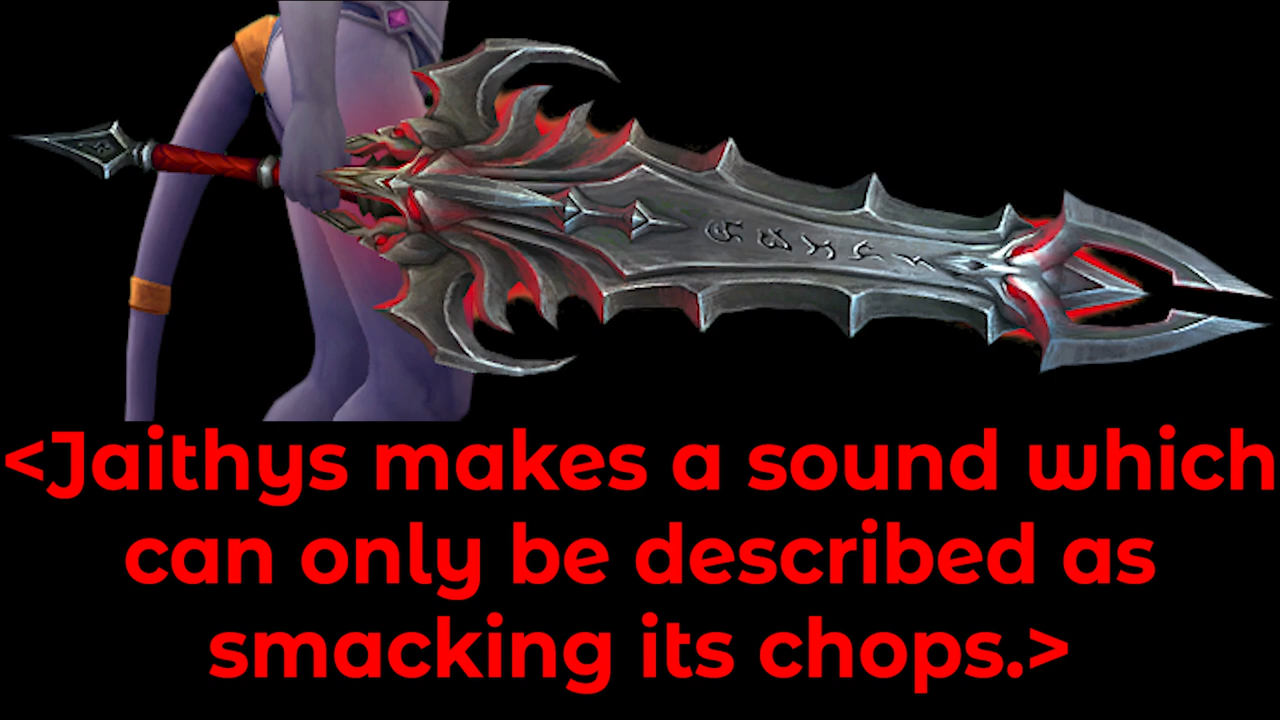 <Jaithys makes a sound which
can only be described as
smacking its chops.>